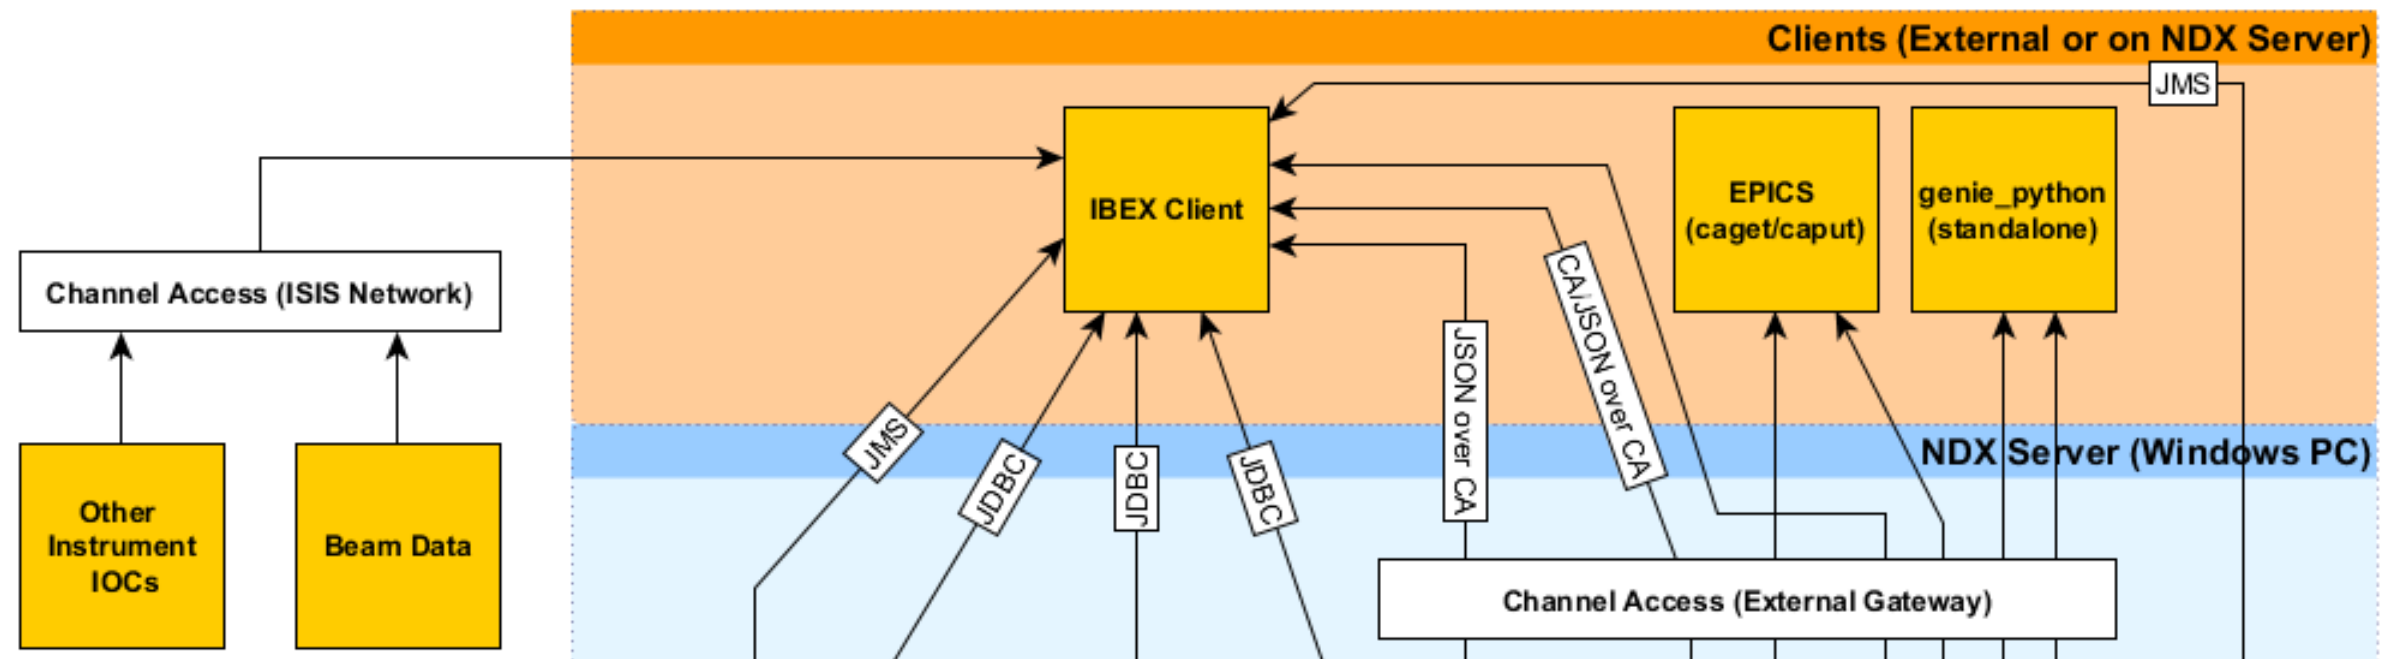 Clients (External or on NDX Server)
JMS
IBEX Client
EPICS
(caget/caput)
genie_python
(standalone)
Channel Access (ISIS Network)
CA/JSON over CA
JSON over CA
JMS
JDBC
JDBC
JDBC
NDX Server (Windows PC)
Other
Instrument
IOCs
Beam Data
Channel Access (External Gateway)